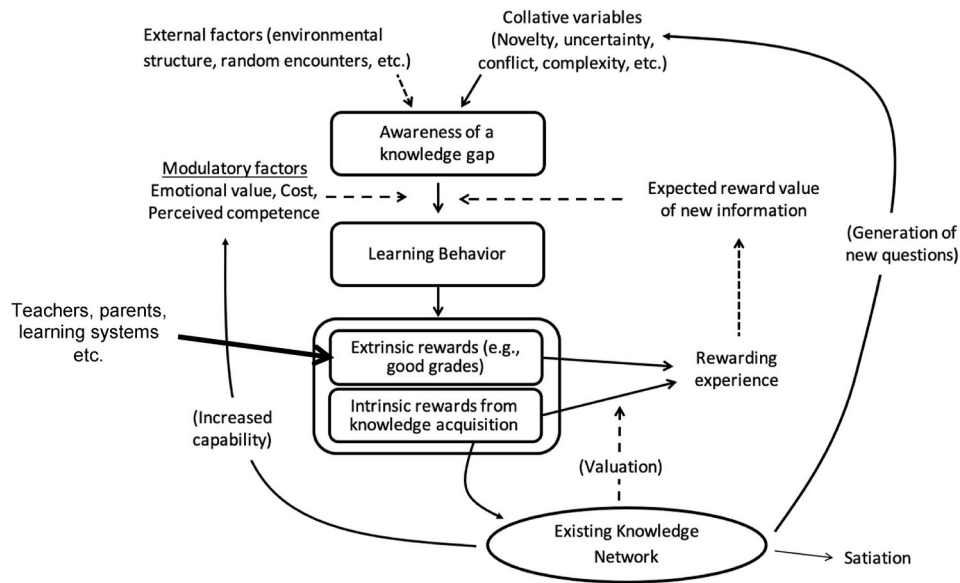 External factors (environmental
structure, random encounters, etc.)
Collative variables
(Novelty, uncertainty,
conflict, complexity, etc.)
Awareness of a
knowledge gap
Modulatory factors
Emotional value, Cost,
Perceived competence
Expected reward value
of new information
(Generation of
new questions)
Learning Behavior
Teachers, parents,
learning systems
etc.
Extrinsic rewards (e.g.,
good grades)
Rewarding
experience
Intrinsic rewards from
knowledge acquisition
(Increased
capability)
(Valuation)
Existing Knowledge
Network
Satiation